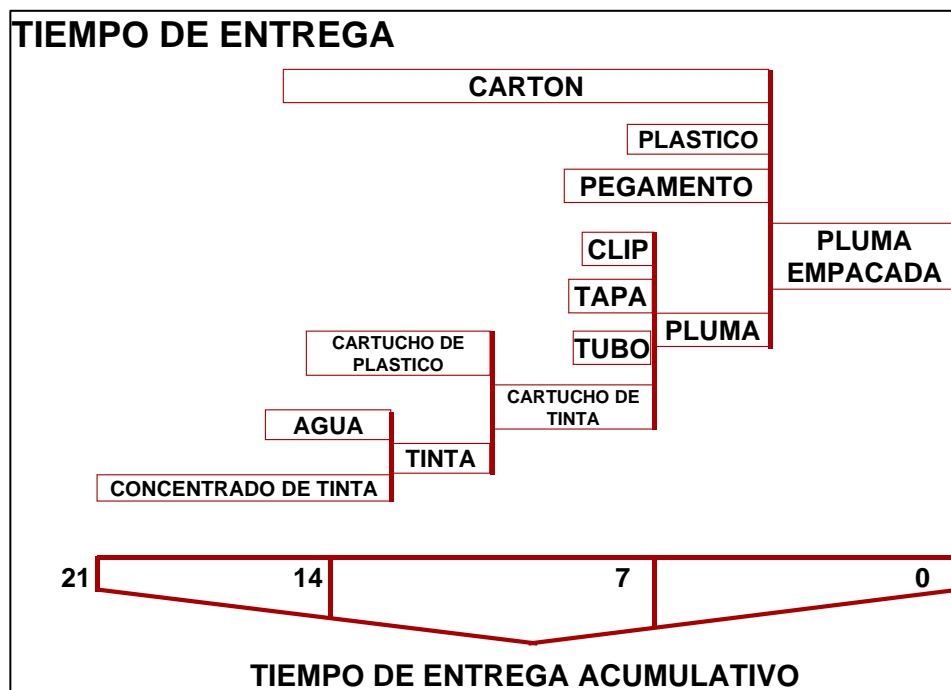 TIEMPO DE ENTREGA
CARTON
PLASTICO
PEGAMENTO
CLIP
PLUMA
EMPACADA
TAPA
PLUMA
TUBO
CARTUCHO DE
PLASTICO
CARTUCHO DE
TINTA
AGUA
TINTA
CONCENTRADO DE TINTA
21 14 7 0
TIEMPO DE ENTREGA ACUMULATIVO